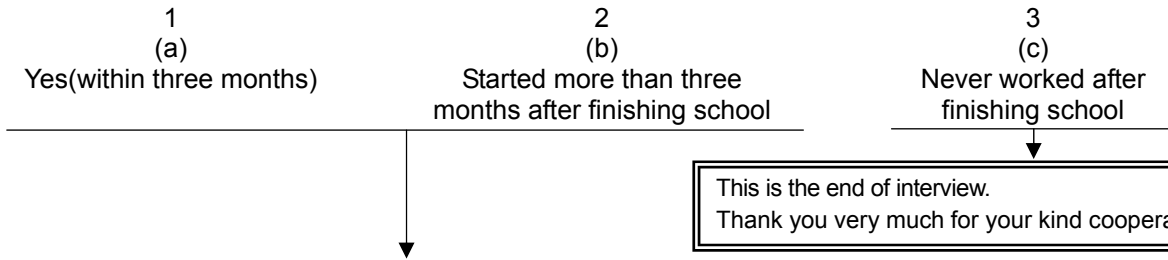 1
(a)
Yes(within three months)
2
(b)
Started more than three
months after finishing school
3
(c)
Never worked after
finishing school
This is the end of interview.
Thank you very much for your kind